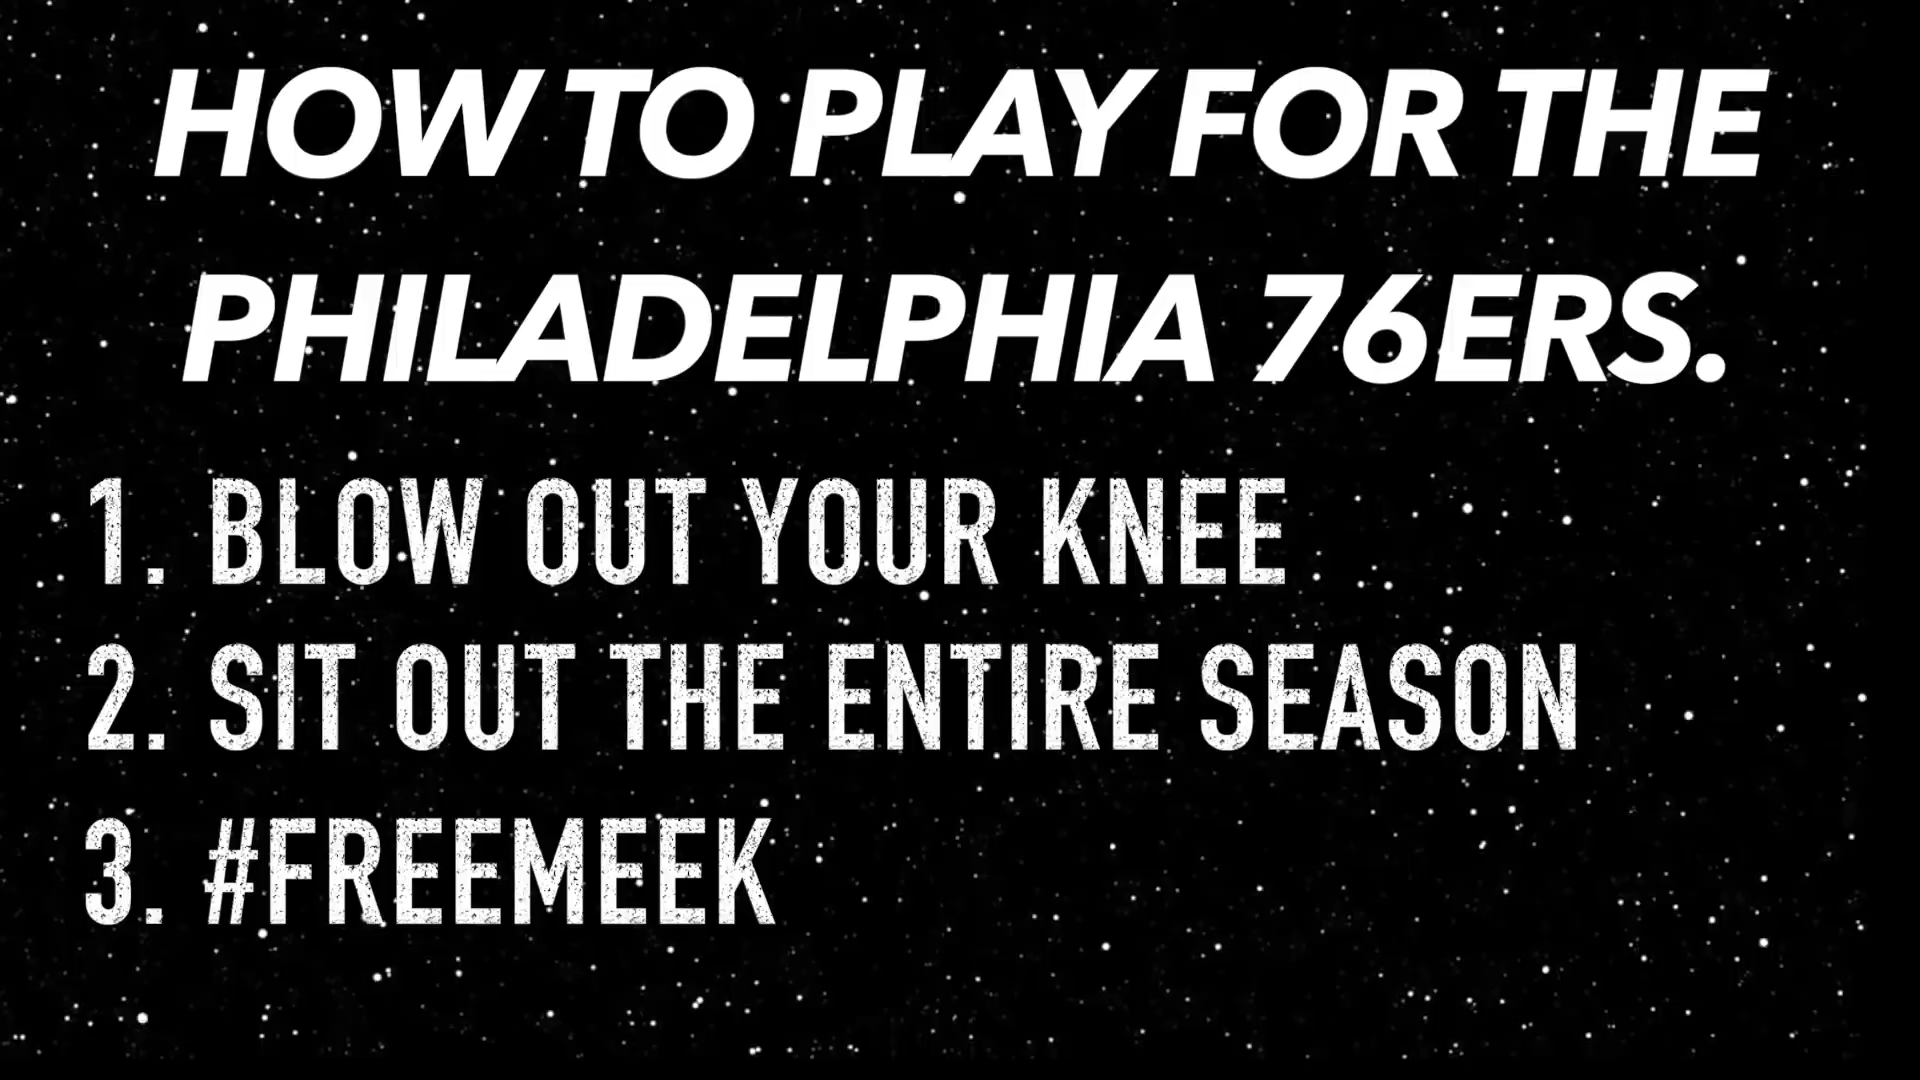 HOW TO PLAY FOR THE
PHILADELPHIA 76ERS.
1. BLOW OUT YOUR KNEE
2. SIT OUT THE ENTIRE SEASON
3. #FREEMEEK